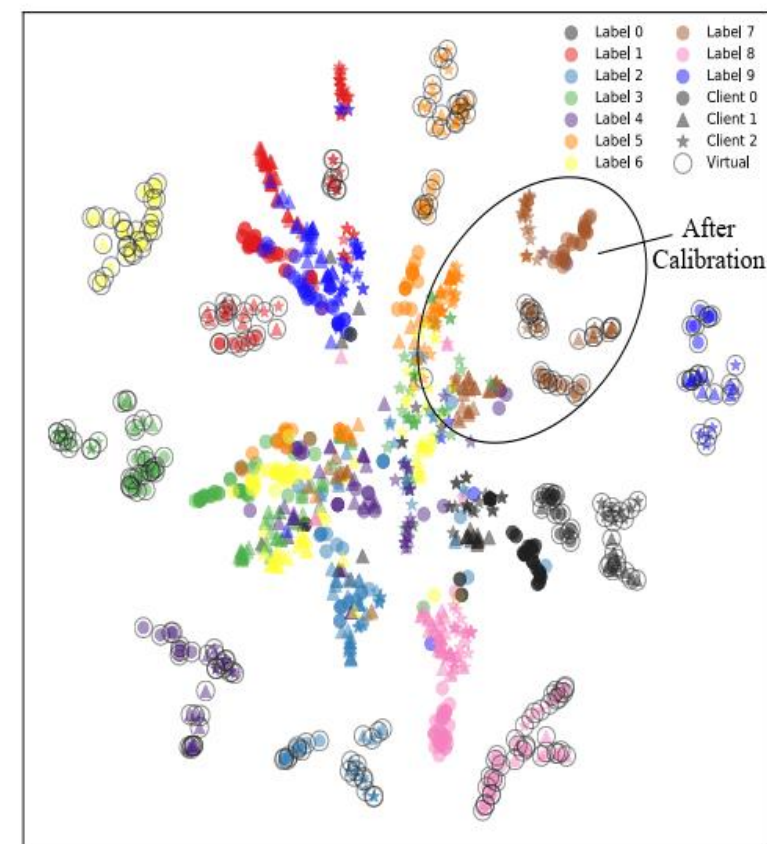 Label 0 Label 7
Label 1 Label 8
Label 2 Label 9
Label 3 Client 0
Label 4 Client 1
Label 5 Client 2
Label 6 Virtual
After
Calibration